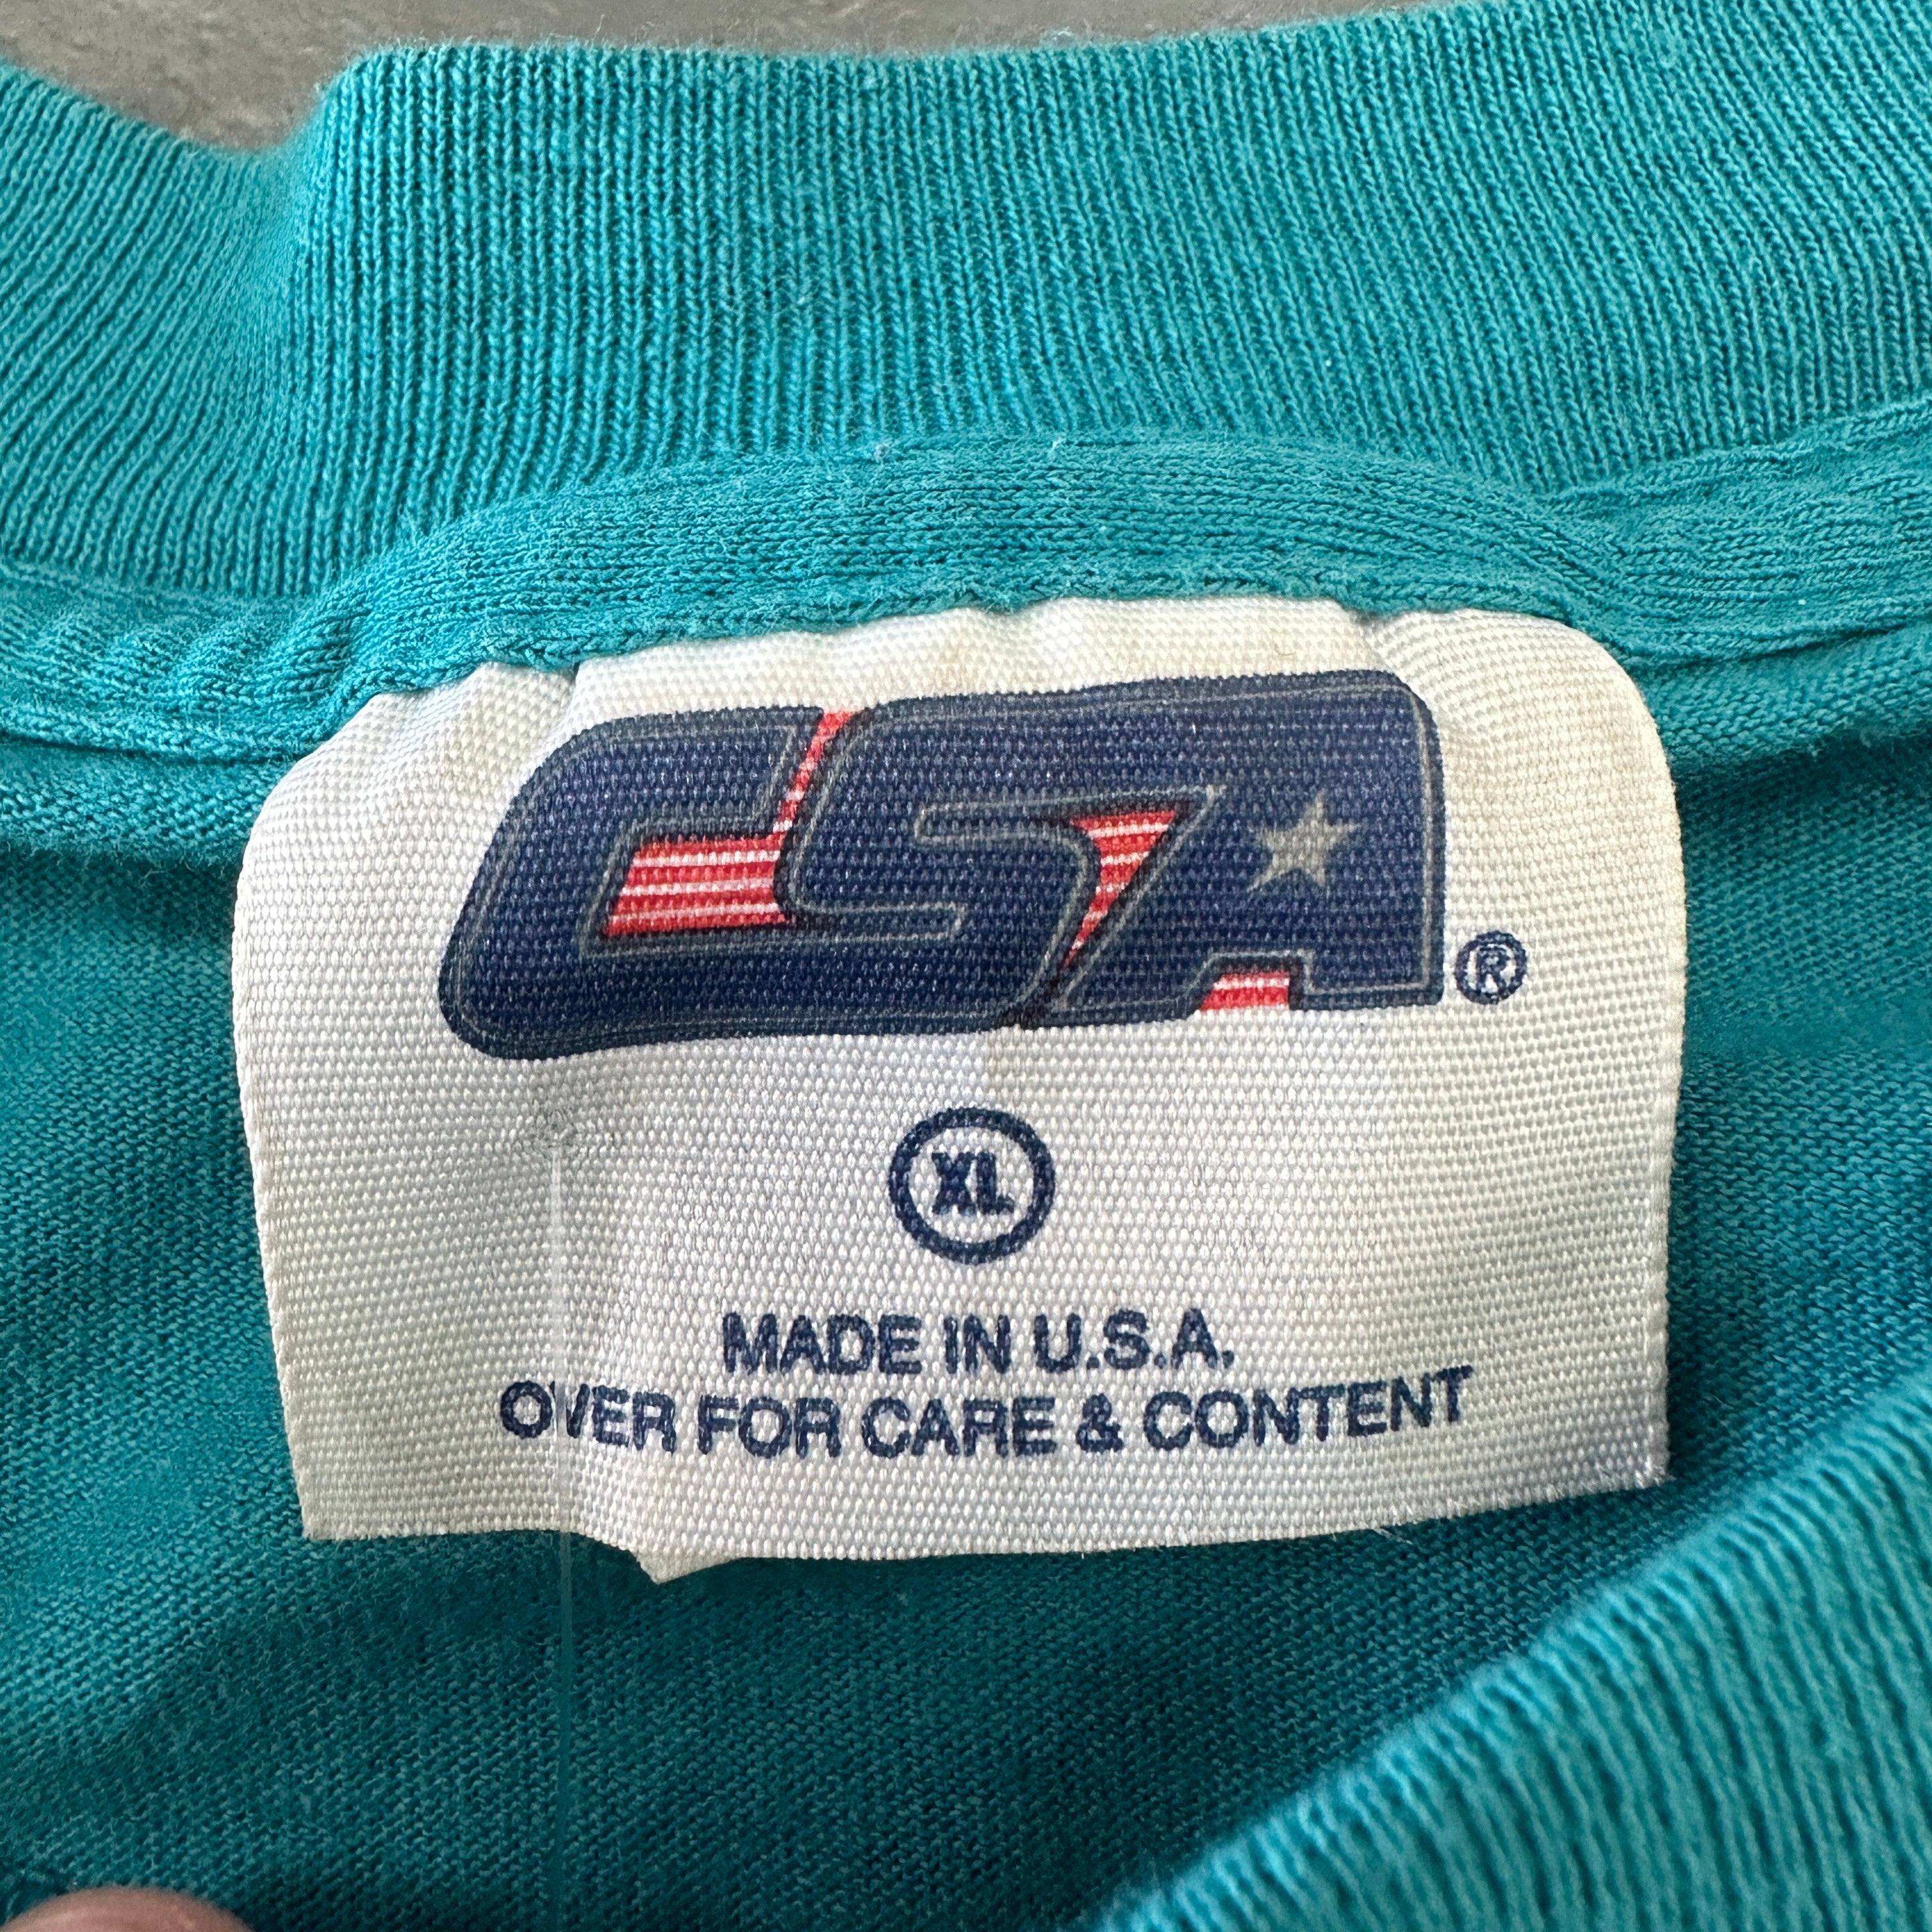 CSA ®
XL
MADE IN U.S.A.
OVER FOR CARE & CONTENT